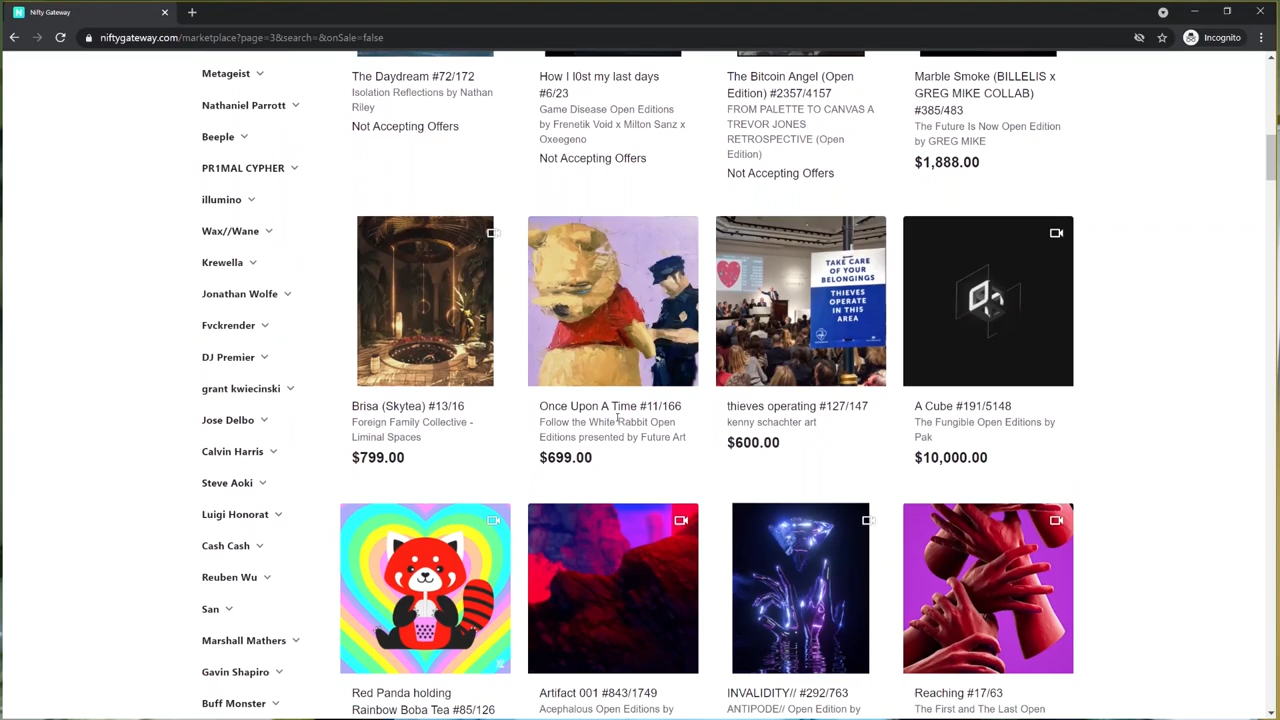 Nifty Gateway
niftygateway.com/marketplace?page=3&search=&onSale=false
Incognito
Metageist
Nathaniel Parrott
Beeple
PR1MAL CYPHER
illumino
Wax//Wane
Krewella
Jonathan Wolfe
Fvckrender
DJ Premier
grant kwiecinski
Jose Delbo
Calvin Harris
Steve Aoki
Luigi Honorat
Cash Cash
Reuben Wu
San
Marshall Mathers
Gavin Shapiro
Buff Monster
The Daydream #72/172
Isolation Reflections by Nathan
Riley
Not Accepting Offers
How I l0st my last days
#6/23
Game Disease Open Editions
by Frenetik Void x Milton Sanz x
Oxeegeno
Not Accepting Offers
The Bitcoin Angel (Open
Edition) #2357/4157
FROM PALETTE TO CANVAS A
TREVOR JONES
RETROSPECTIVE (Open
Edition)
Not Accepting Offers
Marble Smoke (BILLELIS x
GREG MIKE COLLAB)
#385/483
The Future Is Now Open Edition
by GREG MIKE
$1,888.00
Brisa (Skytea) #13/16
Foreign Family Collective -
Liminal Spaces
$799.00
Once Upon A Time #11/166
Follow the White Rabbit Open
Editions presented by Future Art
$699.00
TAKE CARE
OF YOUR
BELONGINGS
THIEVES
OPERATE
IN THIS
AREA
thieves operating #127/147
kenny schachter art
$600.00
A Cube #191/5148
The Fungible Open Editions by
Pak
$10,000.00
Red Panda holding
Rainbow Boba Tea #85/126
Artifact 001 #843/1749
Acephalous Open Editions by
INVALIDITY// #292/763
ANTIPODE// Open Edition by
Reaching #17/63
The First and The Last Open